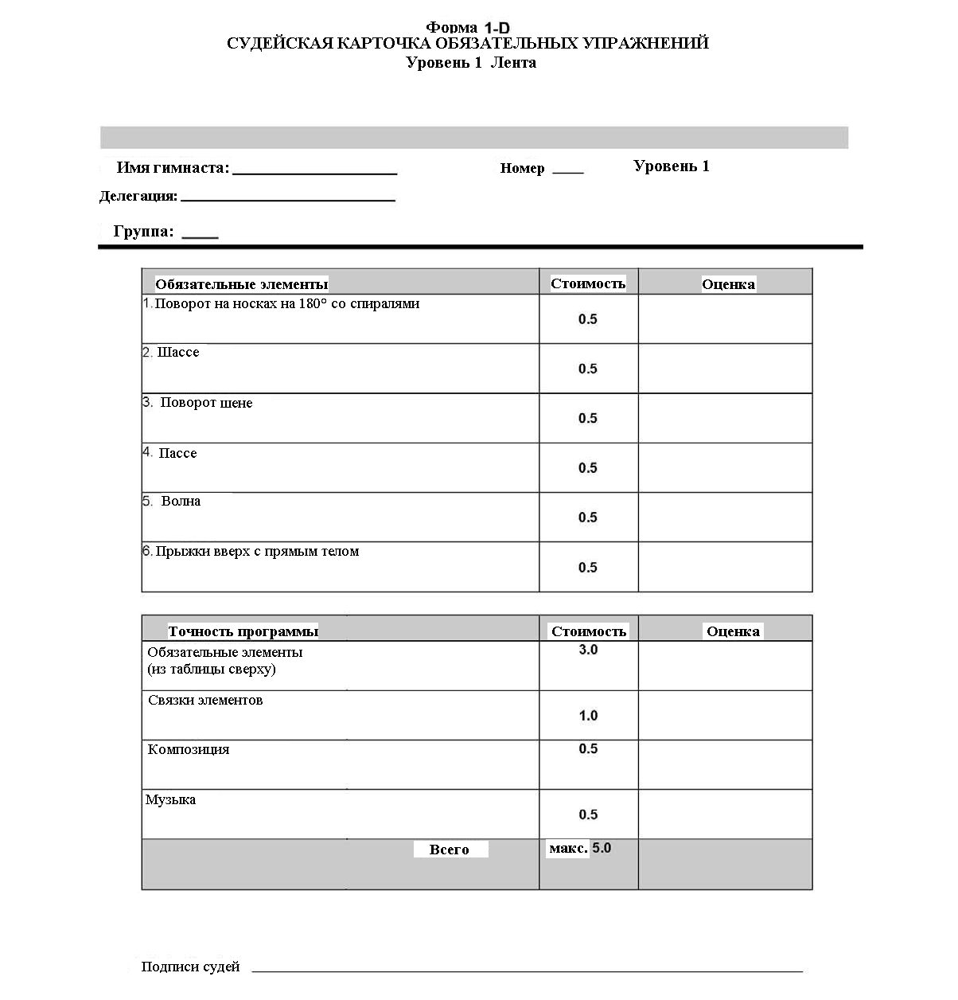 Форма 1-D
СУДЕЙСКАЯ КАРТОЧКА ОБЯЗАТЕЛЬНЫХ УПРАЖНЕНИЙ
Уровень 1 Лента
Имя гимнаста: Номер Уровень 1
Делегация:
Группа:
Обязательные элементы Стоимость Оценка
1. Поворот на носках на 180° со спиралями 0.5
2. Шассе 0.5
3. Поворот шене 0.5
4. Пассе 0.5
5. Волна 0.5
6. Прыжки вверх с прямым телом 0.5
Точность программы Стоимость Оценка
Обязательные элементы 3.0
(из таблицы сверху)
Связки элементов 1.0
Композиция 0.5
Музыка 0.5
Всего макс. 5.0
Подписи судей